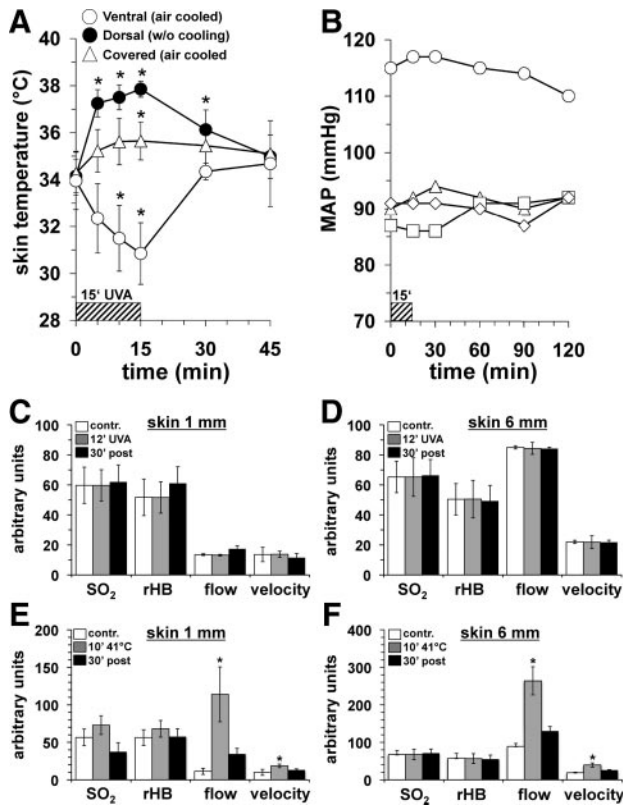 A
Ventral (air cooled)
Dorsal (w/o cooling)
Covered (air cooled
skin temperature (°C)
40
38
36
34
32
30
28
* * * *
*
* *
15‘ UVA
0 15 30 45
time (min)
B
MAP (mmHg)
120
110
100
90
80
70
15‘
0 30 60 90 120
time (min)
C
skin 1 mm
contr.
12' UVA
30' post
arbitrary units
100
80
60
40
20
0
SO2 rHB flow velocity
D
skin 6 mm
contr.
12' UVA
30' post
arbitrary units
100
80
60
40
20
0
SO2 rHB flow velocity
E
skin 1 mm
contr.
10' 41°C
30' post
arbitrary units
200
150
100
50
0
*
*
SO2 rHB flow velocity
F
skin 6 mm
contr.
10' 41°C
30' post
arbitrary units
400
300
200
100
0
*
*
SO2 rHB flow velocity